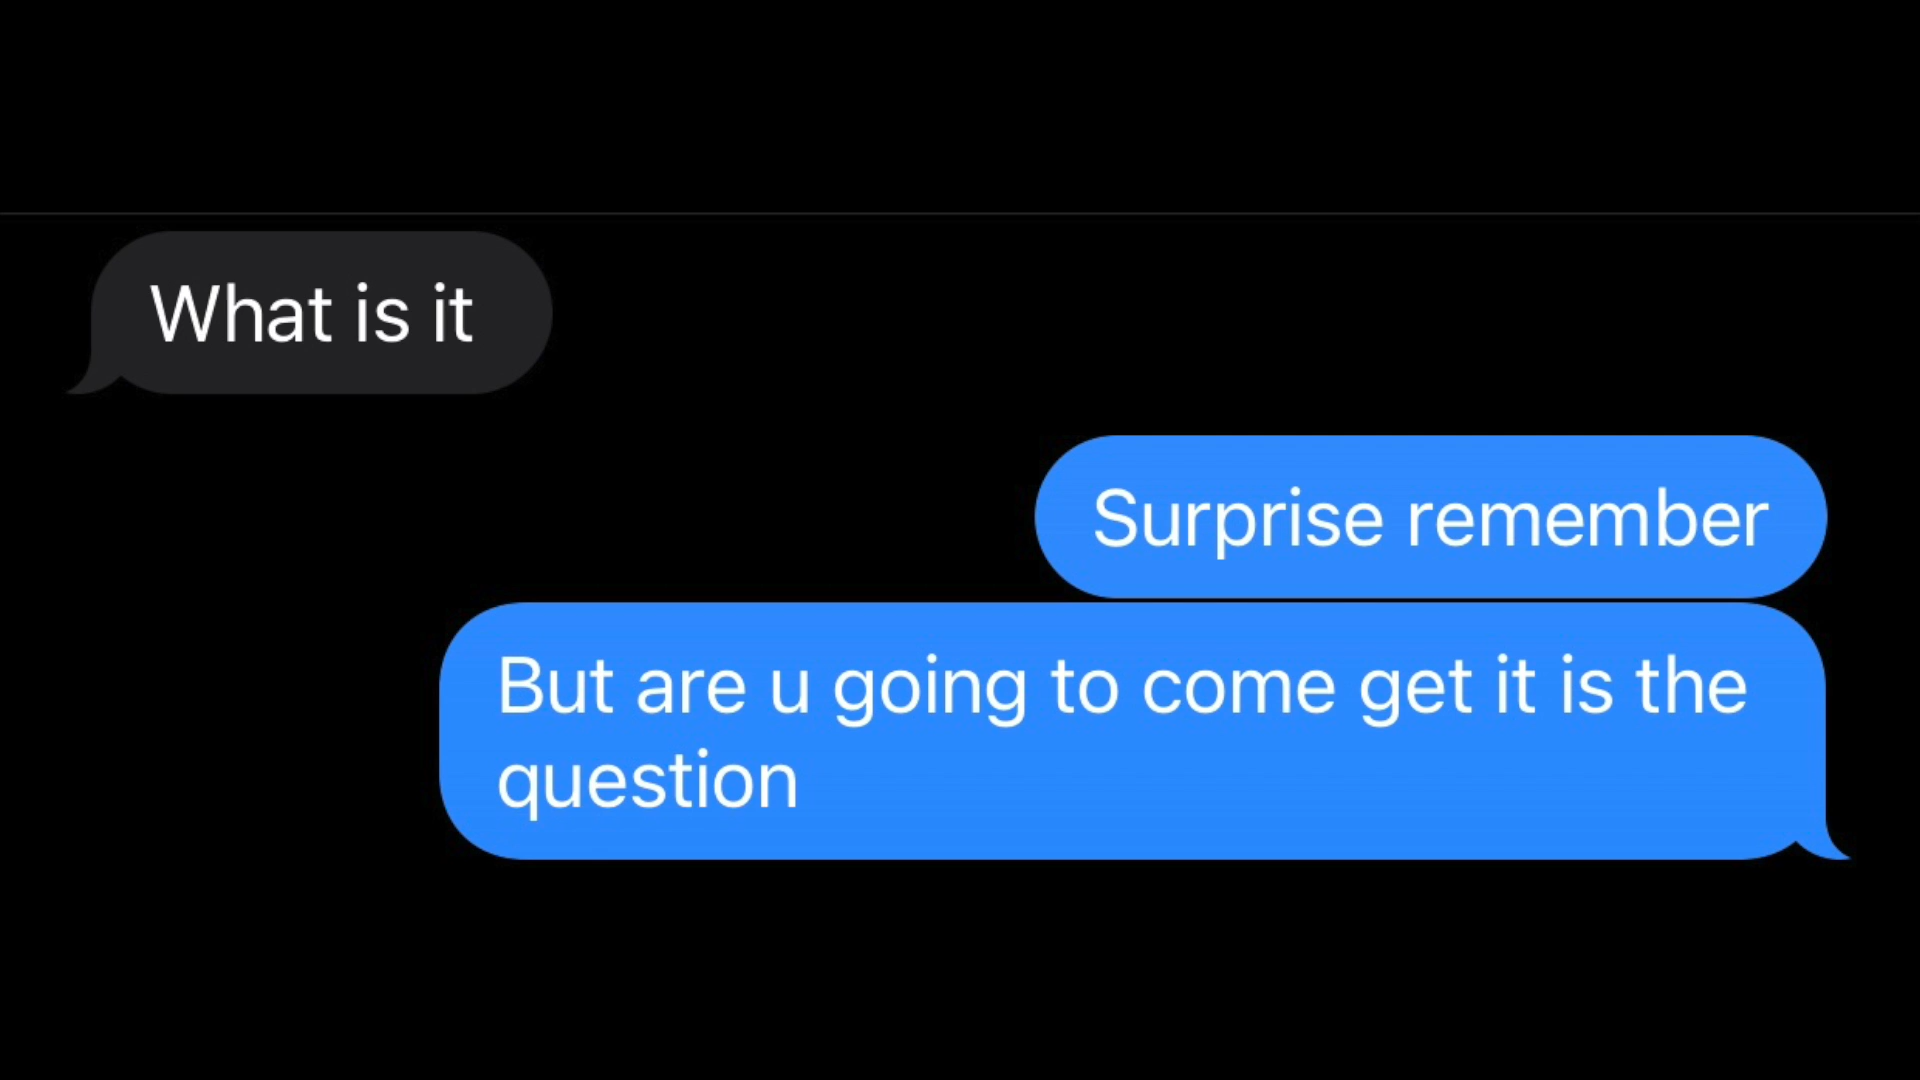 What is it
Surprise remember
But are u going to come get it is the
question